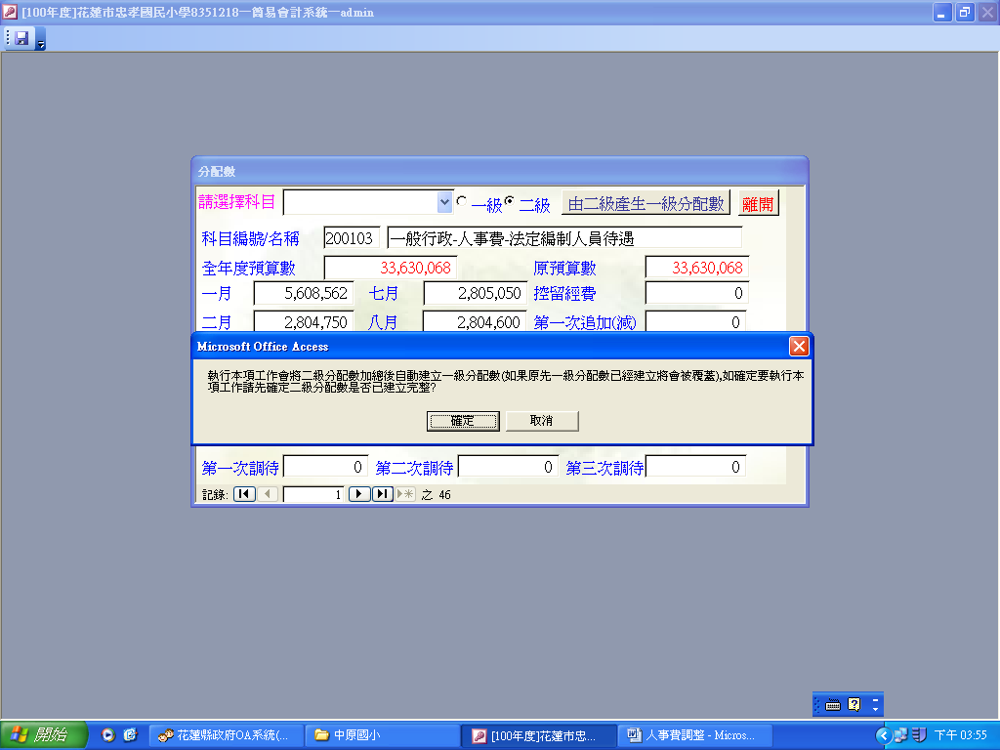 [100年度]花蓮市忠孝國民小學8351218一簡易會計系統一admin
分配數
請選擇科目 一級 二級 由二級產生一級分配數 離開
科目編號/名稱 200103 一般行政-人事費-法定編制人員待遇
全年度預算數 33,630,068 原預算數 33,630,068
一月 5,608,562 七月 2,805,050 控留經費 0
二月 2,804,750 八月 2,804,600 第一次追加(減) 0
Microsoft Office Access
執行本項工作會將二級分配數加總後自動建立一級分配數(如果原先一級分配數已經建立將會被覆蓋),如確定要執行本
項工作請先確定二級分配數是否已建立完整?
確定 取消
第一次調待 0 第二次調待 0 第三次調待 0
記錄: 1 之 46
開始 花蓮縣政府OA系統(... 中原國小 [100年度]花蓮市忠... 人事費調整 - Micros... 下午 03:55